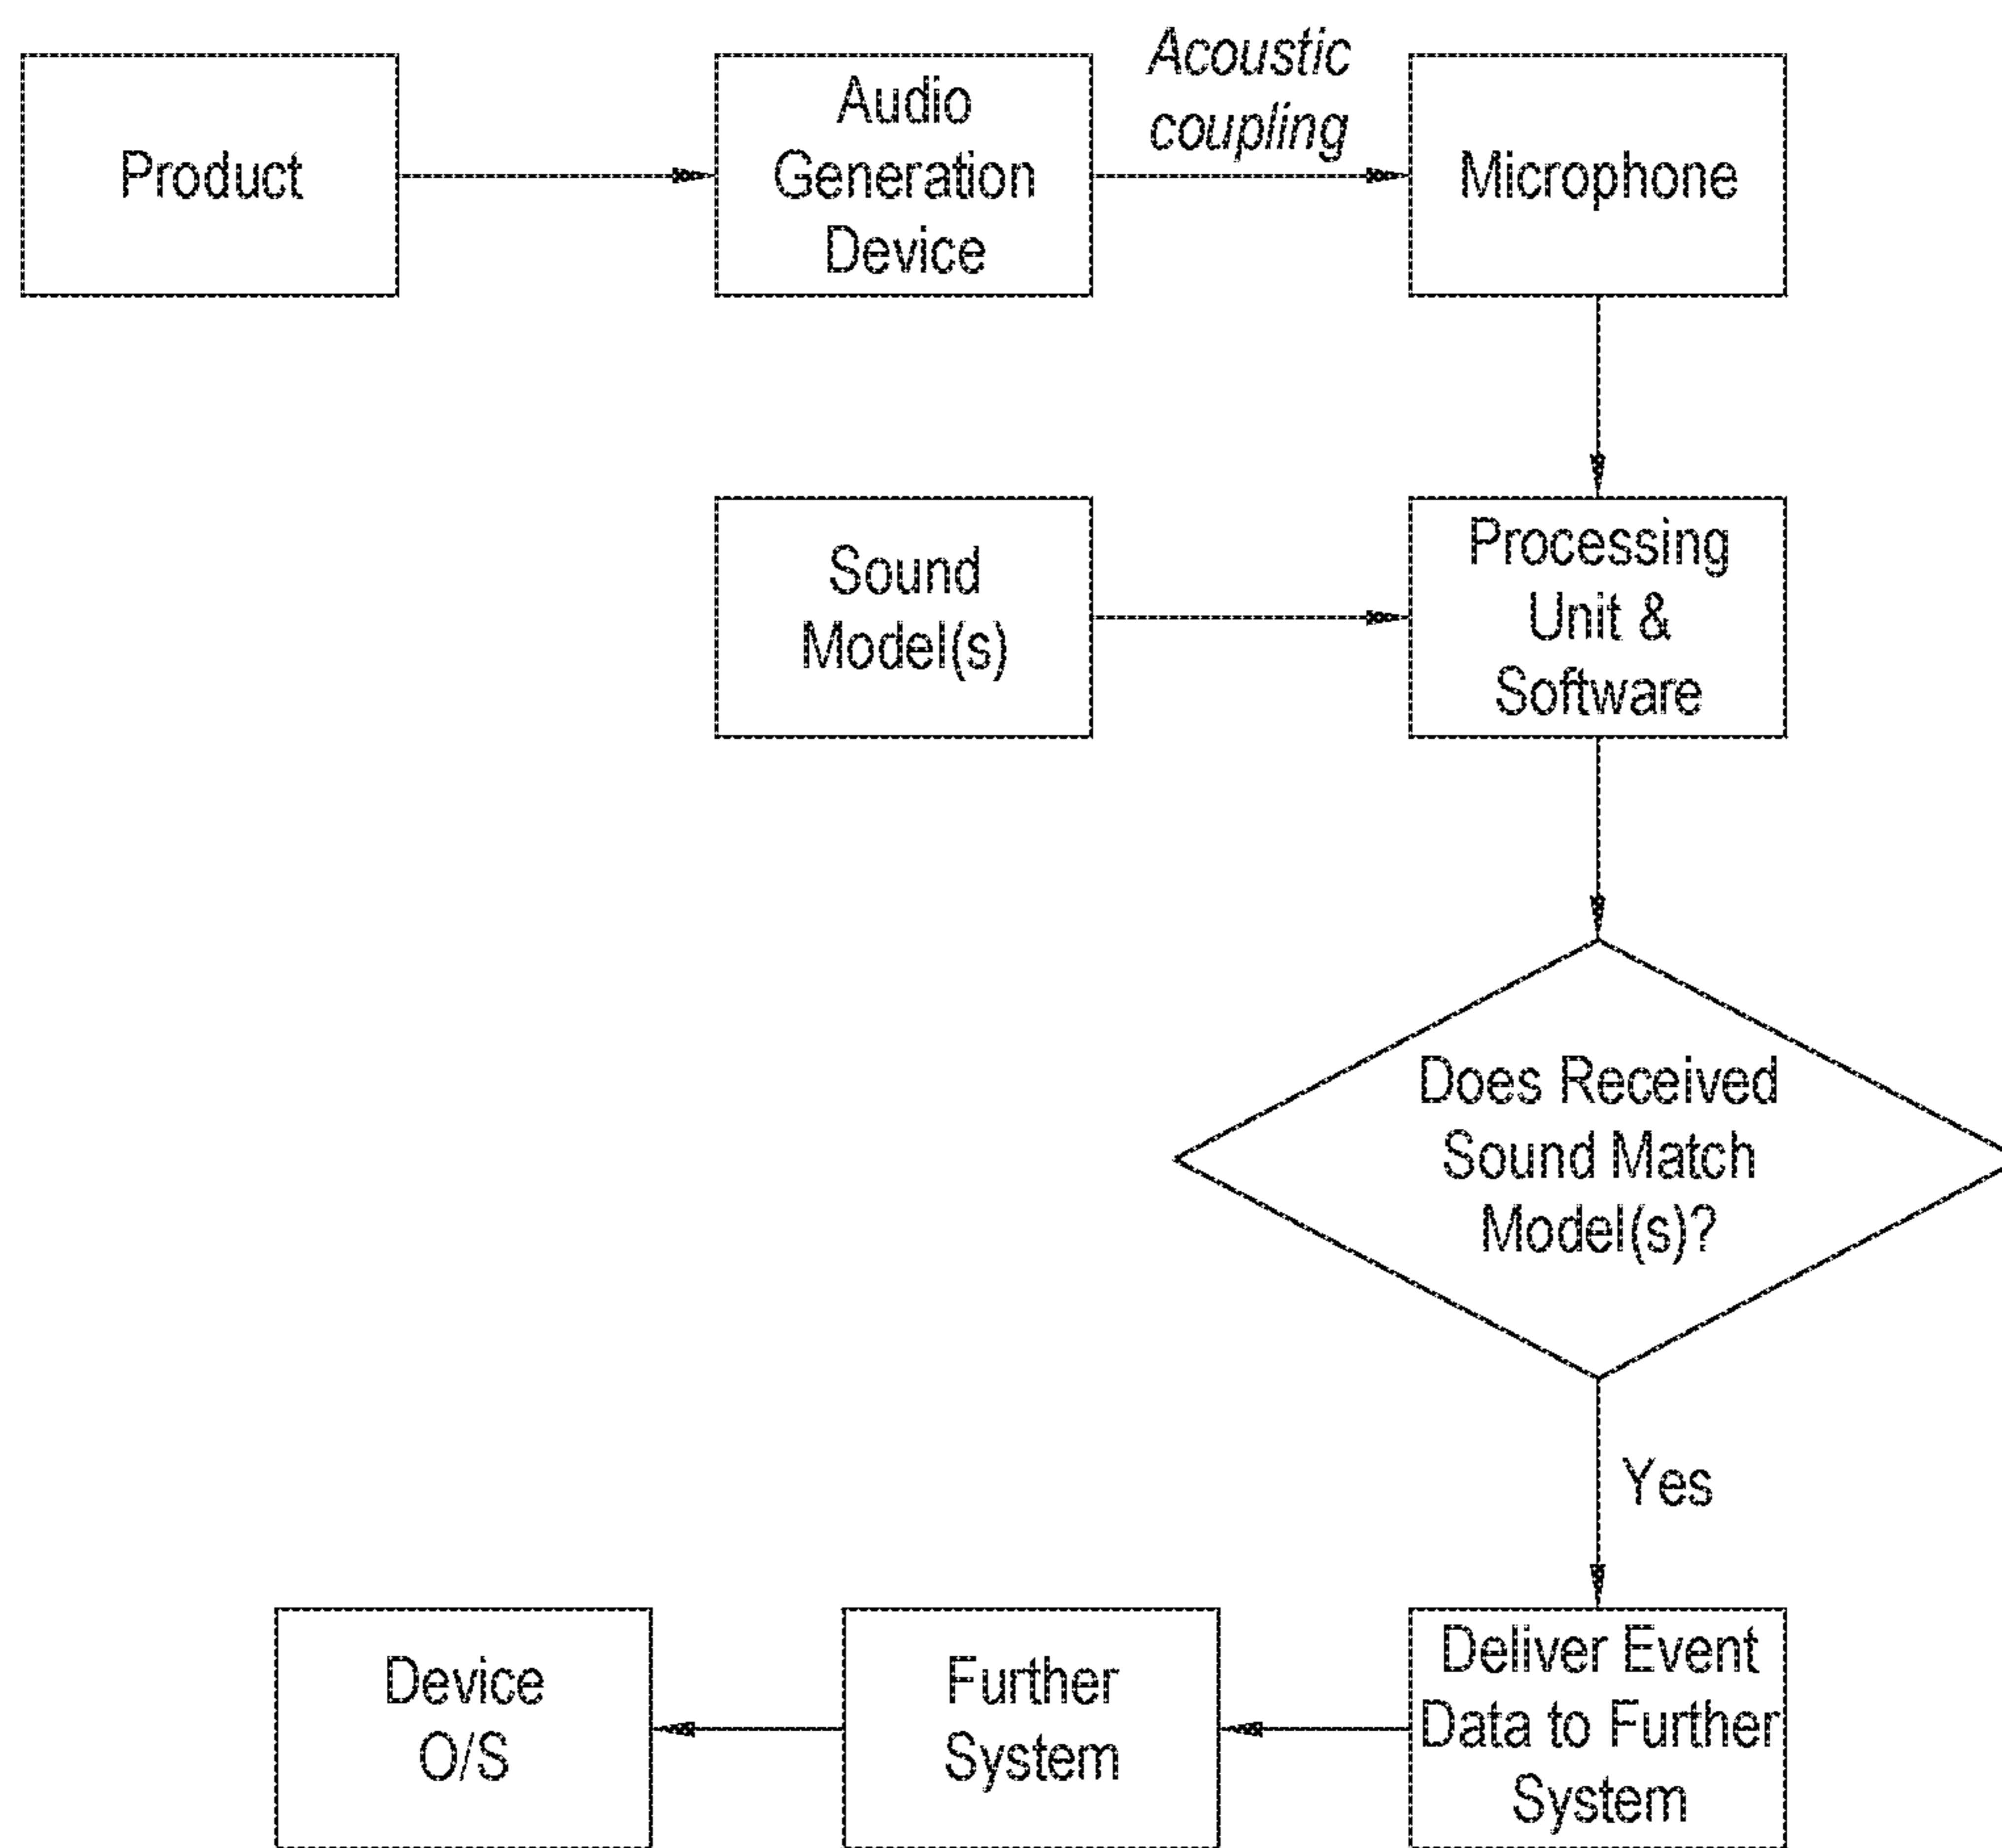 Product
Audio
Generation
Device
Acoustic
coupling
Microphone
Sound
Model(s)
Processing
Unit &
Software
Does Received
Sound Match
Model(s)?
Yes
Device
O/S
Further
System
Deliver Event
Data to Further
System